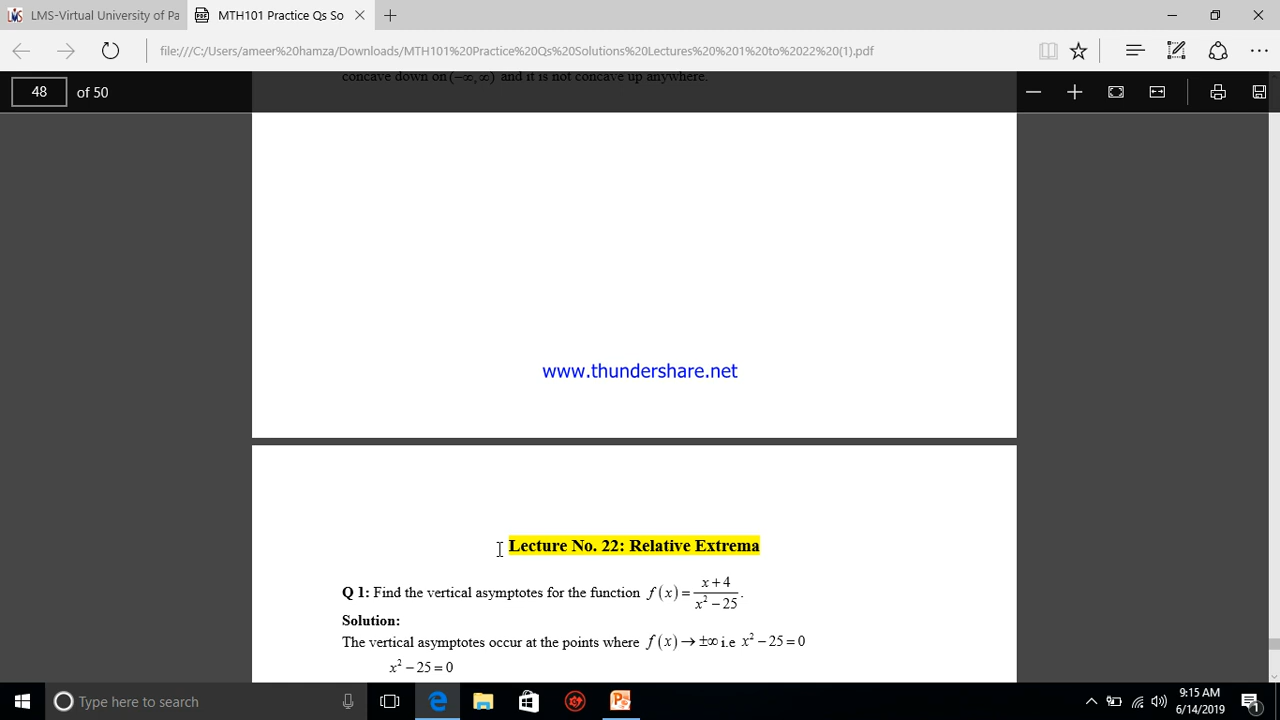 LMS-Virtual University of Pa
MTH101 Practice Qs So
file:///C:/Users/ameer%20hamza/Downloads/MTH101%20Practice%20Qs%20Solutions%20Lectures%20%201%20to%2022%20(1).pdf
48 of 50
concave down on (−∞,∞) and it is not concave up anywhere.
www.thundershare.net
Lecture No. 22: Relative Extrema
Q 1: Find the vertical asymptotes for the function f(x) = (x+4)/(x² − 25).
Solution:
The vertical asymptotes occur at the points where f(x) → ±∞ i.e x² − 25 = 0
x² − 25 = 0
Type here to search
9:15 AM
6/14/2019
1